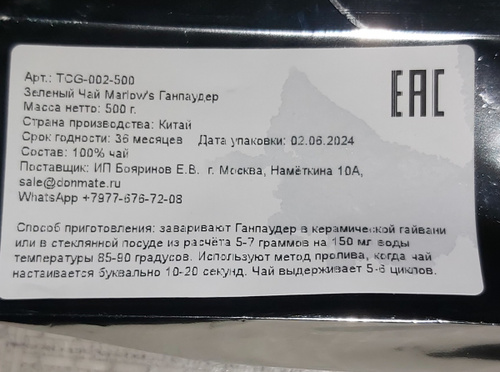 EAC
Арт.: TCG-002-500
Зеленый Чай Marlow's Ганпаудер
Масса нетто: 500 г.
Страна производства: Китай
Срок годности: 36 месяцев Дата упаковки: 02.06.2024
Состав: 100% чай
Поставщик: ИП Бояринов Е.В. г. Москва, Намёткина 10А,
sale@donmate.ru
WhatsApp +7977-676-72-08
Способ приготовления: заваривают Ганпаудер в керамической гайвани
или в стеклянной посуде из расчёта 5-7 граммов на 150 мг воды
температуры 85-90 градусов. Используют метод пролива, когда чай
настаивается буквально 10-20 секунд. Чай выдерживает 5-6 циклов.